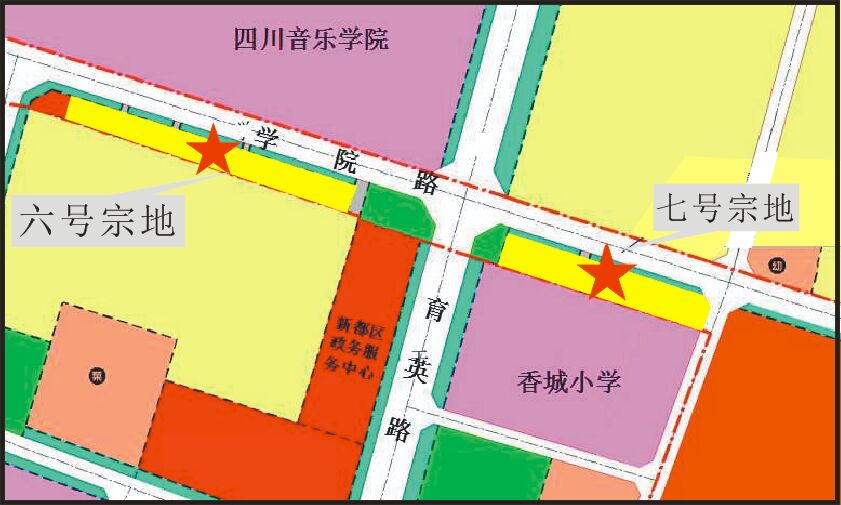 四川音乐学院
学院路
六号宗地
七号宗地
幼
育英路
新都区
政务服
务中心
香城小学